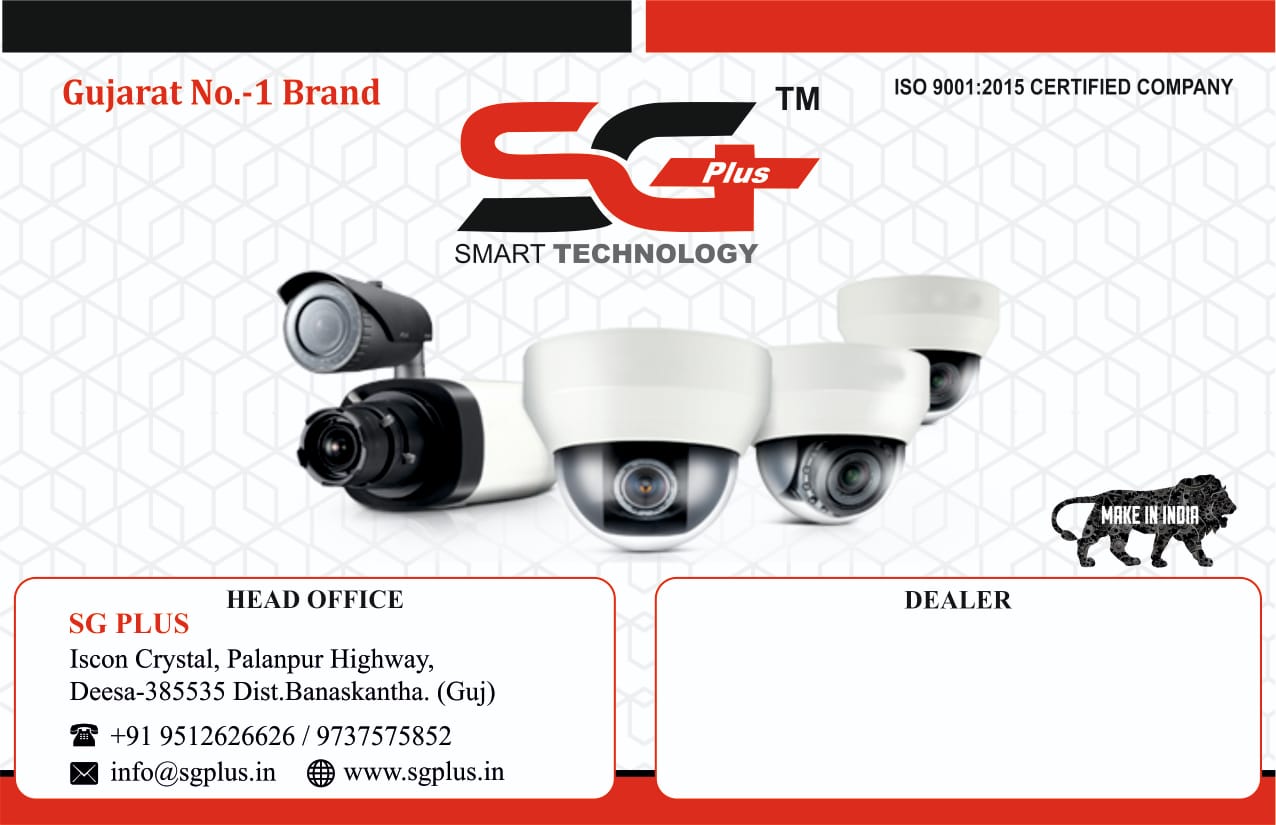 Gujarat No.-1 Brand
ISO 9001:2015 CERTIFIED COMPANY
TM
SG
Plus
SMART TECHNOLOGY
MAKE IN INDIA
HEAD OFFICE
SG PLUS
Iscon Crystal, Palanpur Highway,
Deesa-385535 Dist.Banaskantha. (Guj)
+91 9512626626 / 9737575852
info@sgplus.in www.sgplus.in
DEALER